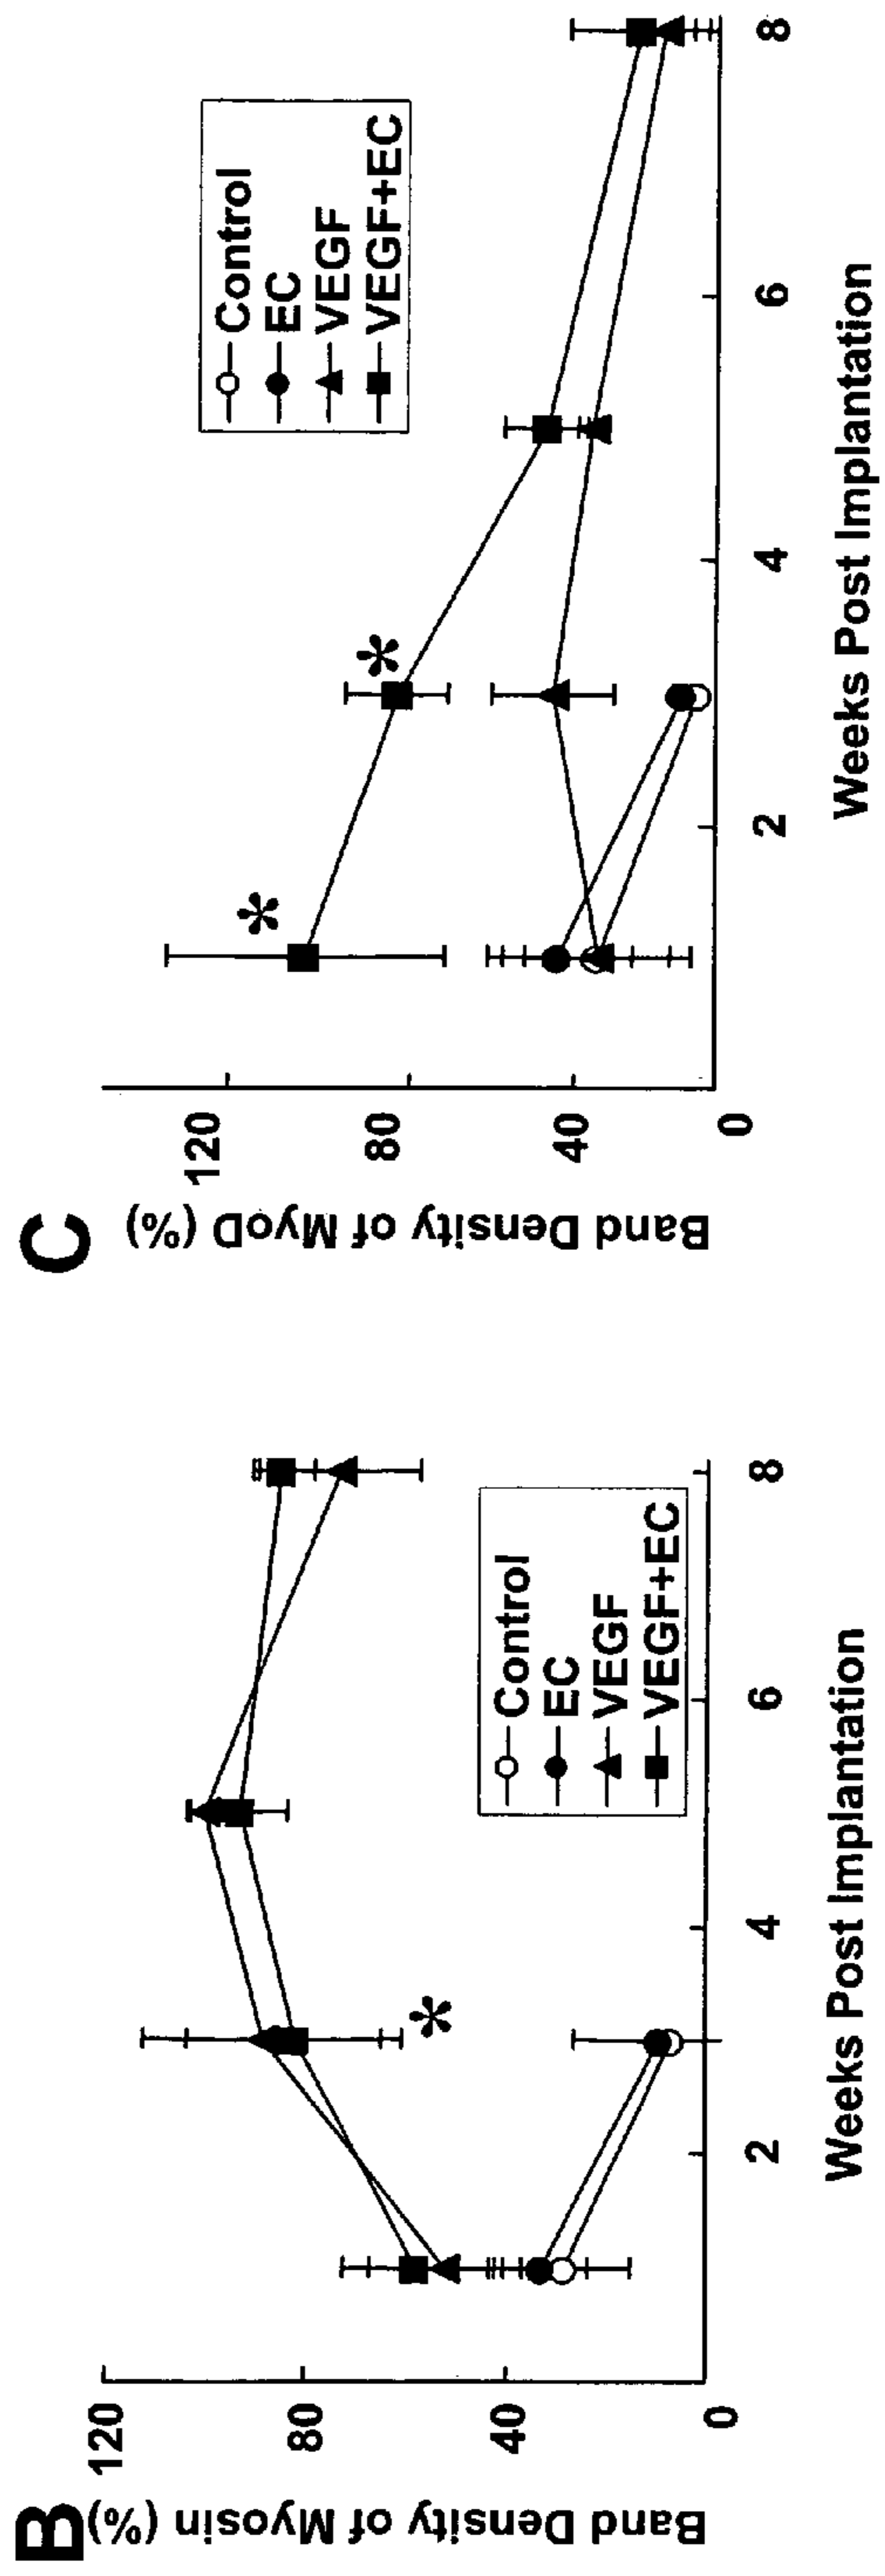 B
Band Density of Myosin (%)
120
80
40
0
2
4
6
8
Weeks Post Implantation
Control
EC
VEGF
VEGF+EC
*
C
Band Density of MyoD (%)
120
80
40
0
2
4
6
8
Weeks Post Implantation
Control
EC
VEGF
VEGF+EC
*
*